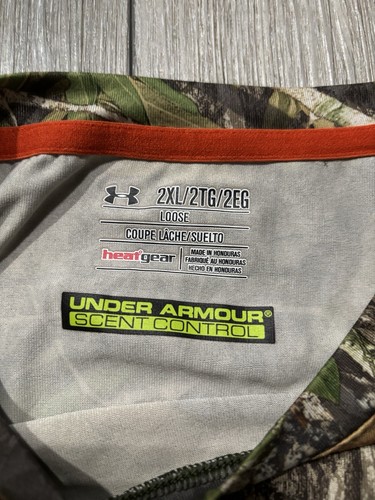 2XL/2TG/2EG
LOOSE
COUPE LÂCHE/SUELTO
heatgear
MADE IN HONDURAS
FABRIQUÉ AU HONDURAS
HECHO EN HONDURAS
UNDER ARMOUR®
SCENT CONTROL